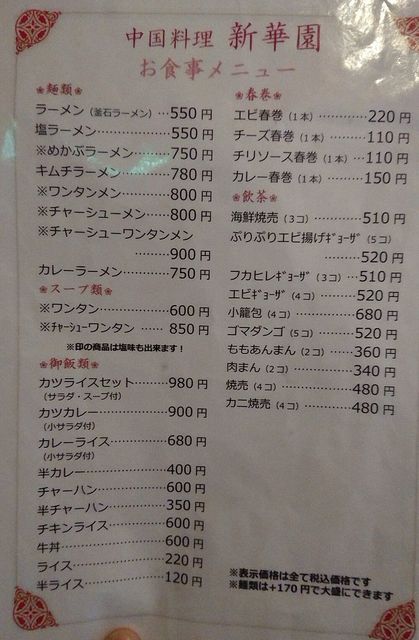 中国料理 新華園
お食事メニュー
❀麺類❀
ラーメン（釜石ラーメン）…550円
塩ラーメン……………550円
※めかぶラーメン………750円
キムチラーメン…………780円
※ワンタンメン…………800円
※チャーシューメン……800円
※チャーシューワンタンメン
………900円
カレーラーメン…………750円
❀スープ類❀
※ワンタン………………600円
※ﾁｬｰｼｭｰワンタン……850円
※印の商品は塩味も出来ます！
❀御飯類❀
カツライスセット………980円
（サラダ・スープ付）
カツカレー………………900円
（小サラダ付）
カレーライス……………680円
（小サラダ付）
半カレー…………………400円
チャーハン………………600円
半チャーハン……………350円
チキンライス……………600円
牛丼………………………600円
ライス……………………220円
半ライス…………………120円
❀春巻❀
エビ春巻（1本）…………220円
チーズ春巻（1本）………110円
チリソース春巻（1本）…110円
カレー春巻（1本）………150円
❀飲茶❀
海鮮焼売（3コ）…………510円
ぷりぷりエビ揚げｷﾞｮｰｻﾞ（5コ）
…………520円
フカヒレｷﾞｮｰｻﾞ（3コ）……510円
エビｷﾞｮｰｻﾞ（4コ）…………520円
小籠包（4コ）……………680円
ゴマダンゴ（5コ）………520円
ももあんまん（2コ）……360円
肉まん（2コ）……………340円
焼売（4コ）………………480円
カニ焼売（4コ）…………480円
※表示価格は全て税込価格です
※麺類は+170円で大盛にできます